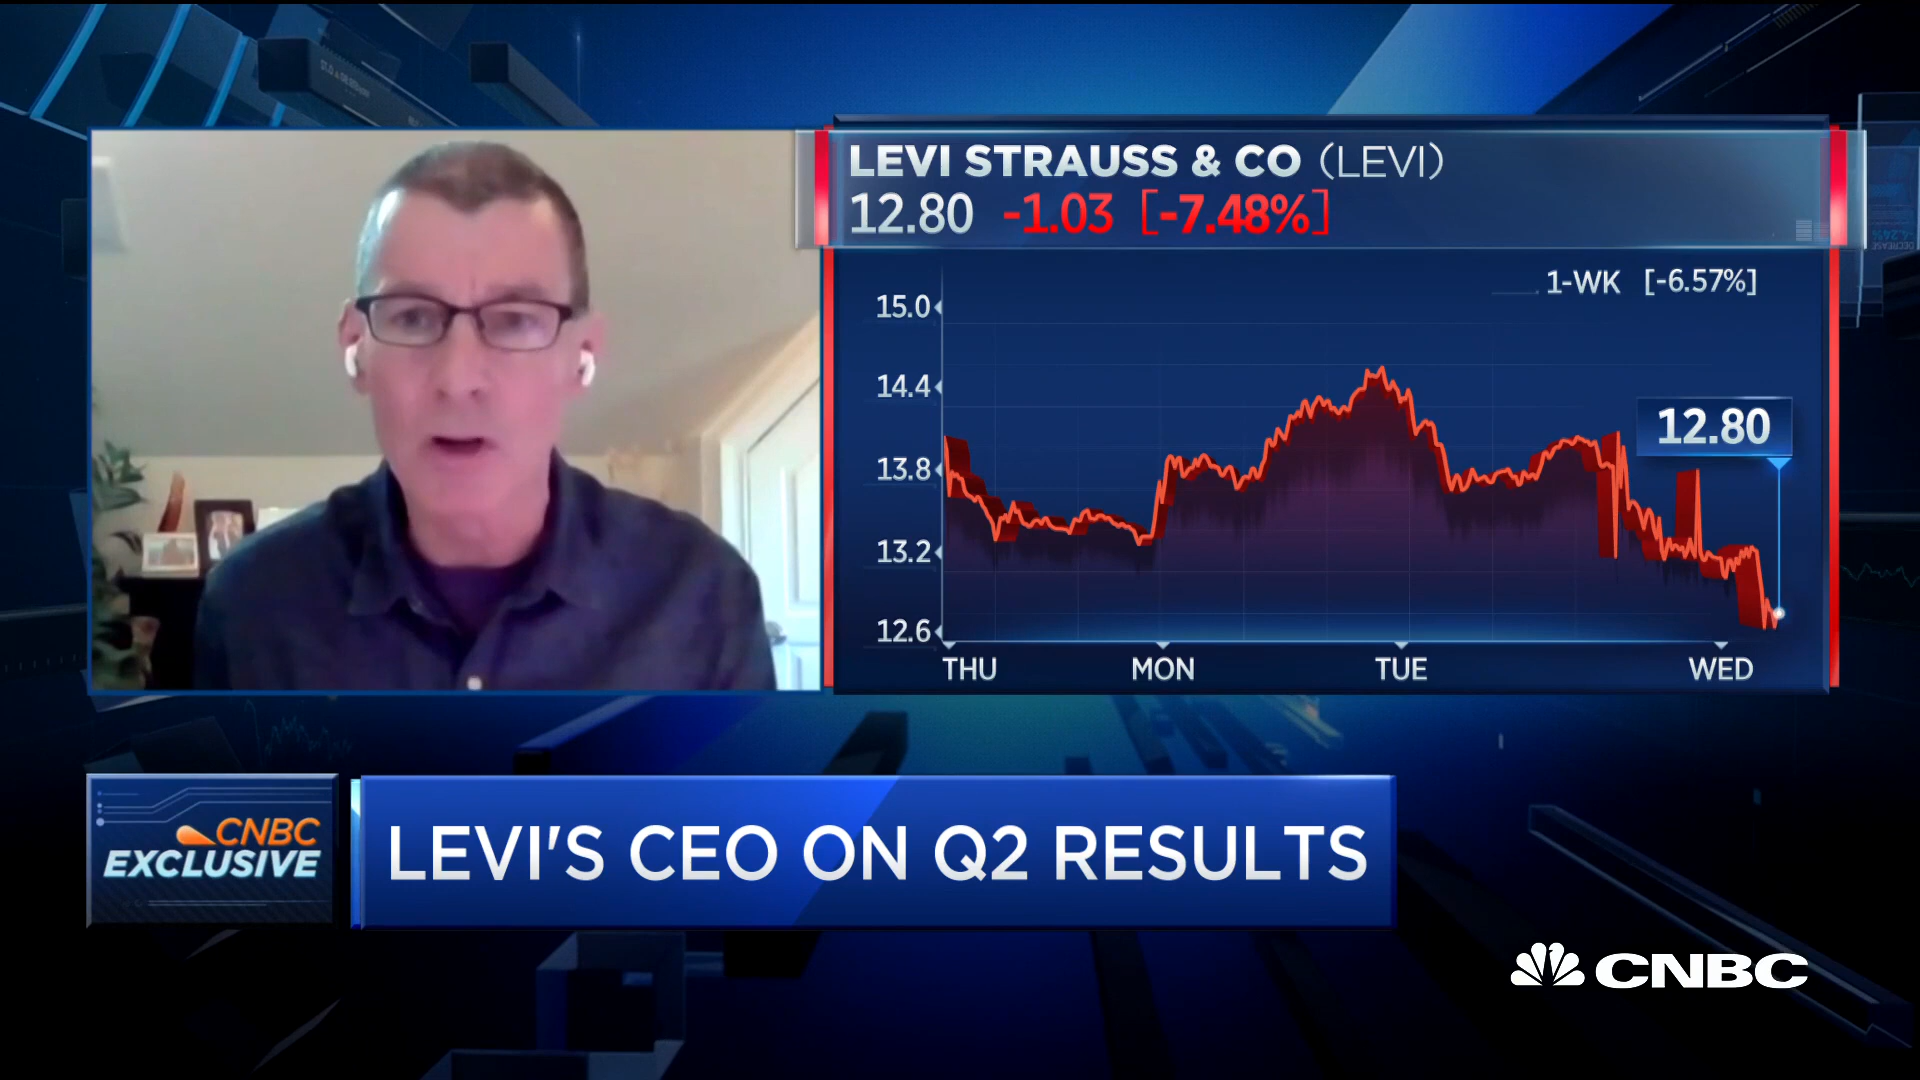 LEVI STRAUSS & CO (LEVI)
12.80 -1.03 [-7.48%]
1-WK [-6.57%]
15.0
14.4
13.8
13.2
12.6
12.80
THU MON TUE WED
CNBC
EXCLUSIVE
LEVI'S CEO ON Q2 RESULTS
CNBC